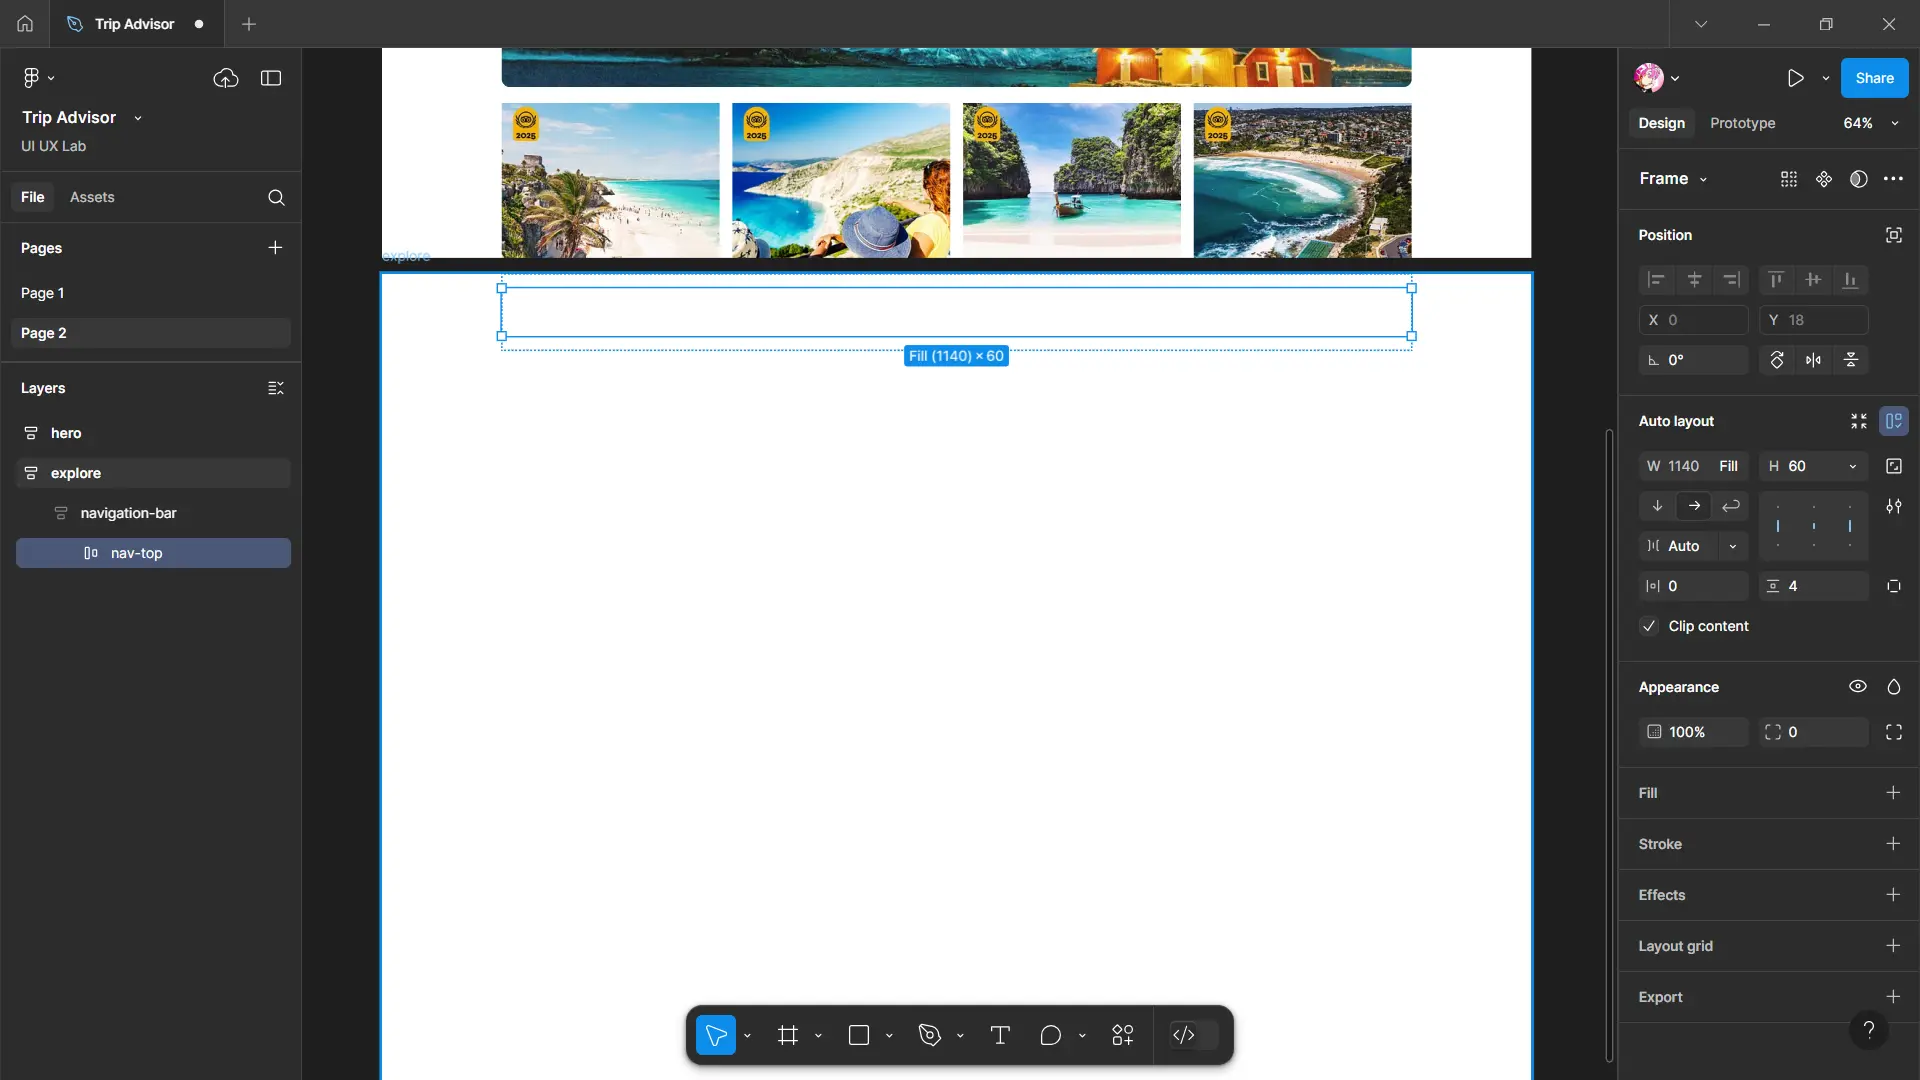 Trip Advisor
Trip Advisor
UI UX Lab
File Assets
Pages
Page 1
Page 2
Layers
hero
explore
navigation-bar
nav-top
2025
2025
2025
2025
explore
Fill (1140) × 60
Share
Design Prototype 64%
Frame
Position
X 0 Y 18
0°
Auto layout
W 1140 Fill H 60
Auto
0 4
Clip content
Appearance
100% 0
Fill
Stroke
Effects
Layout grid
Export
?